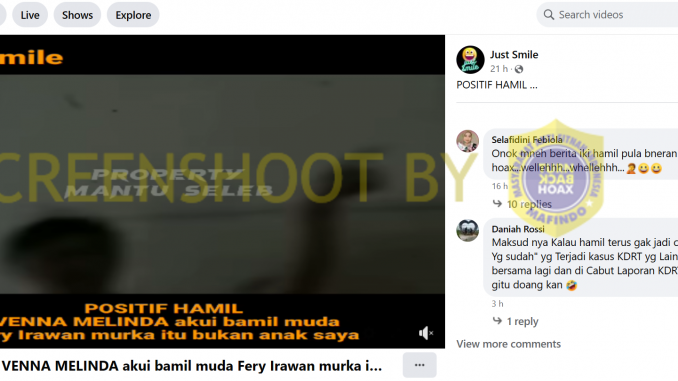 Live
Shows
Explore
Search videos
mile
Just Smile
21 h ·
POSITIF HAMIL ...
SCREENSHOOT BY
PROPERTY
MANTU SELEB
MAFINDO
Selafidini Febiola
Onok mneh berita iki hamil pula bneran
hoax,,,wellehhh...whellehhh...
16 h
10 replies
Daniah Rossi
Maksud nya Kalau hamil terus gak jadi
Yg sudah" yg Terjadi kasus KDRT yg Lain
bersama lagi dan di Cabut Laporan KDRT
gitu doang kan
3 h
1 reply
View more comments
POSITIF HAMIL
VENNA MELINDA akui bamil muda
ry Irawan murka itu bukan anak saya
VENNA MELINDA akui bamil muda Fery Irawan murka i...